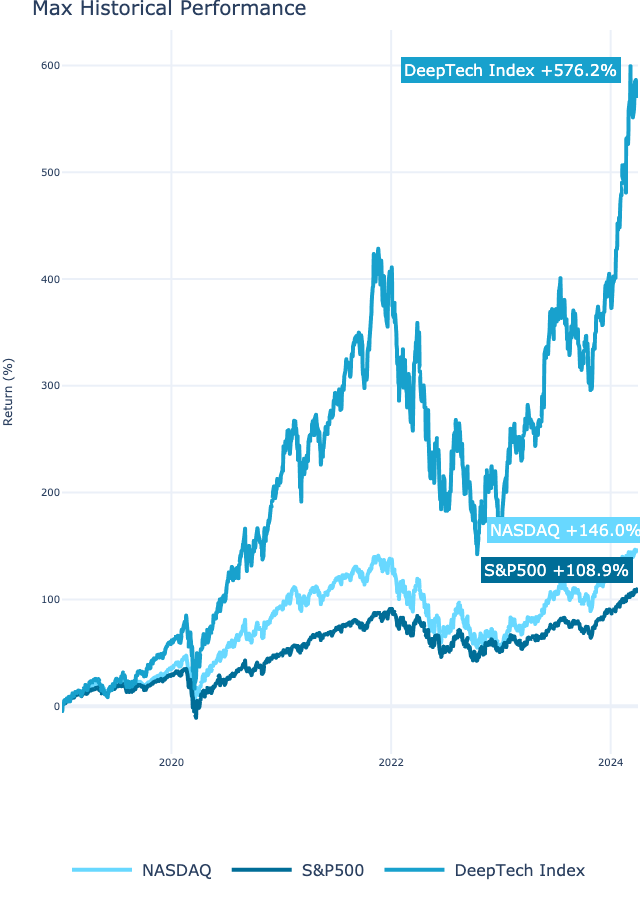 Max Historical Performance
600
500
400
300
200
100
0
Return (%)
DeepTech Index +576.2%
NASDAQ +146.0%
S&P500 +108.9%
2020
2022
2024
NASDAQ
S&P500
DeepTech Index